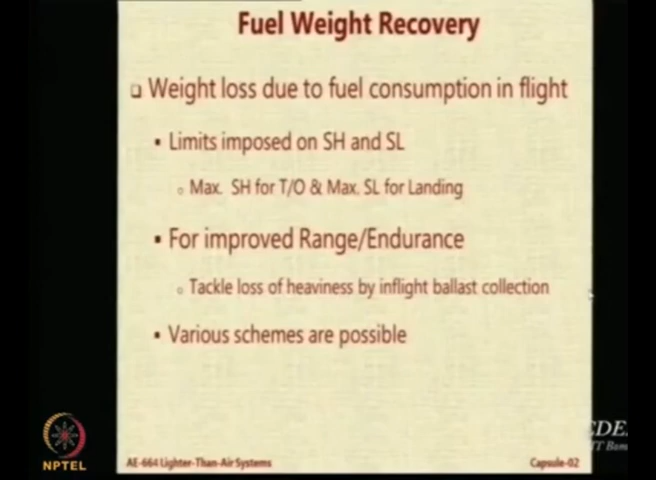 Fuel Weight Recovery
Weight loss due to fuel consumption in flight
Limits imposed on SH and SL
Max. SH for T/O & Max. SL for Landing
For improved Range/Endurance
Tackle loss of heaviness by inflight ballast collection
Various schemes are possible
NPTEL
AE-664 Lighter-Than-Air Systems
Capsule-02